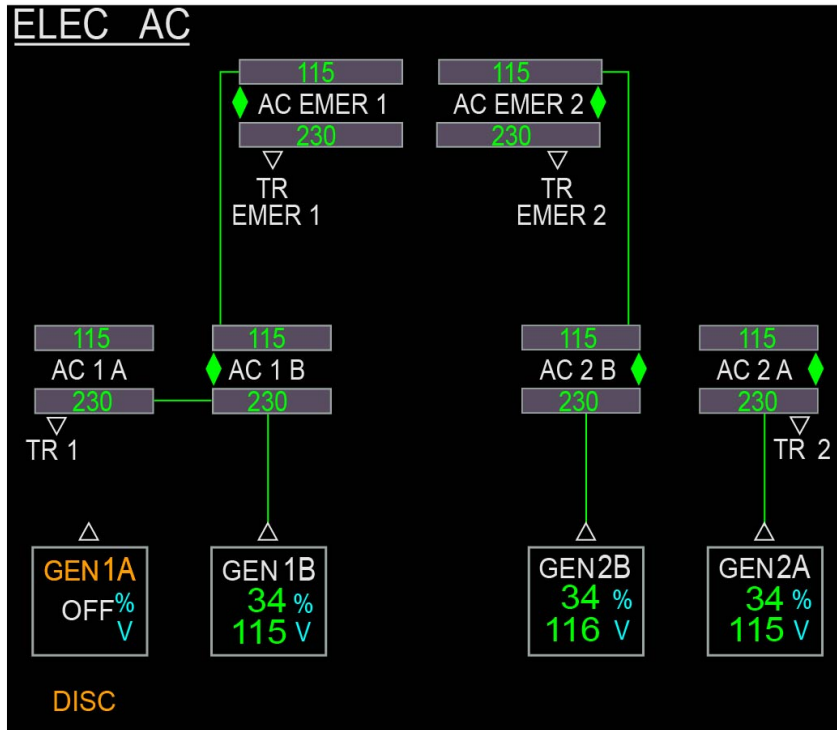 ELEC AC
115 115
AC EMER 1 AC EMER 2
230 230
TR TR
EMER 1 EMER 2
115 115 115 115
AC 1 A AC 1 B AC 2 B AC 2 A
230 230 230 230
TR 1 TR 2
GEN 1A GEN 1B GEN 2B GEN 2A
OFF % 34 % 34 % 34 %
V 115 V 116 V 115 V
DISC